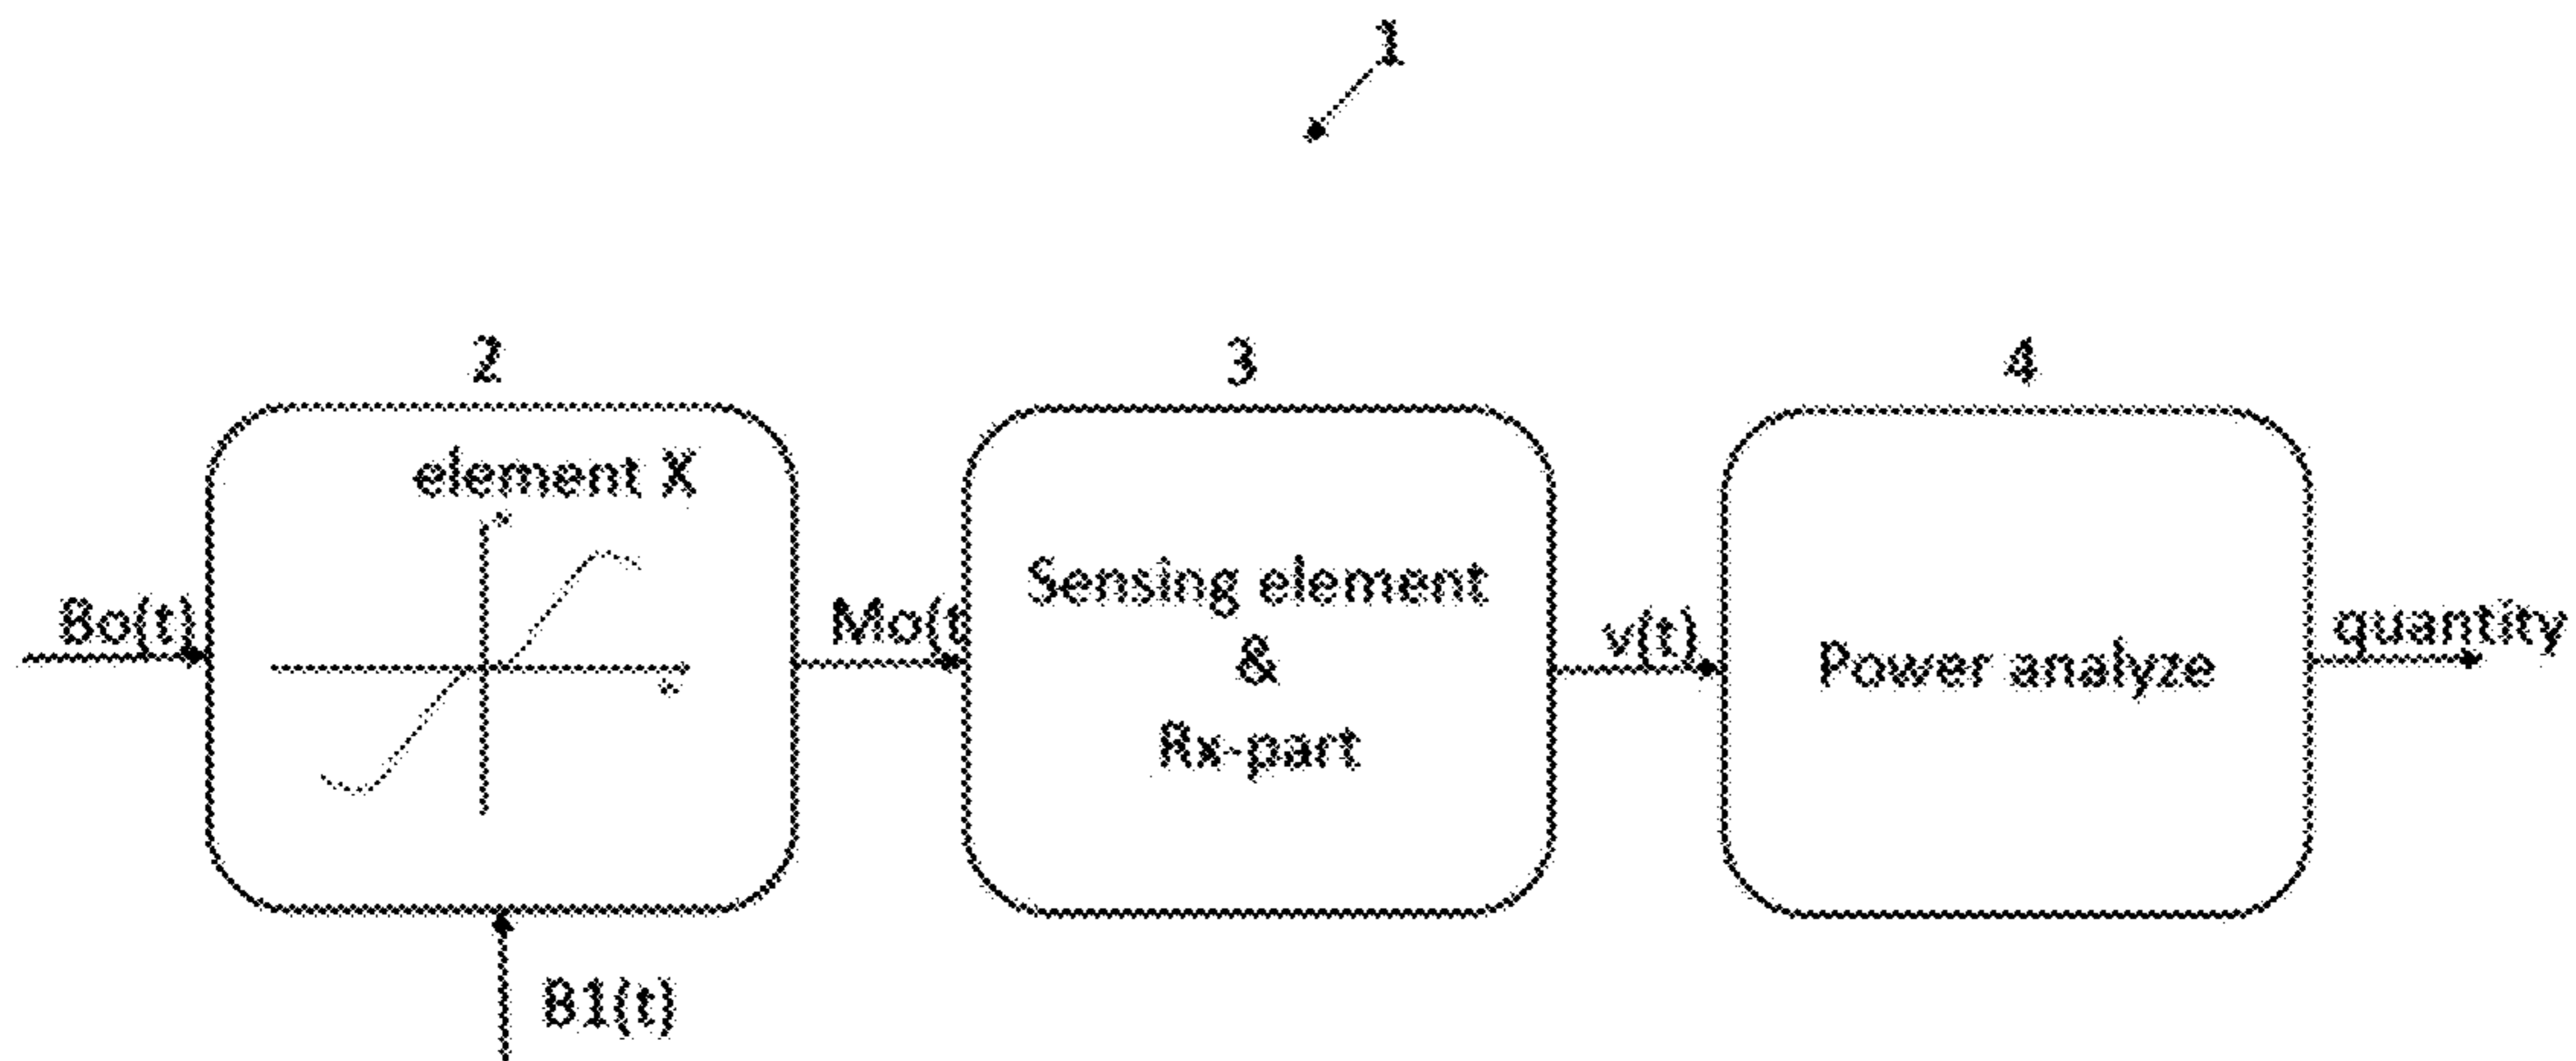 1
2
3
4
element X
Sensing element
&
Rx-part
Power analyze
Bo(t)
Mo(t
v(t)
quantity
B1(t)